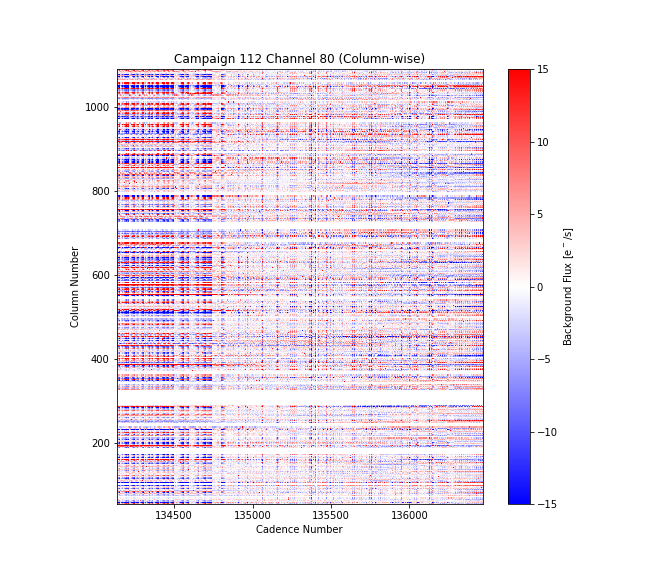 Campaign 112 Channel 80 (Column-wise)
1000
800
600
400
200
Column Number
134500 135000 135500 136000
Cadence Number
15
10
5
0
−5
−10
−15
Background Flux [e⁻/s]